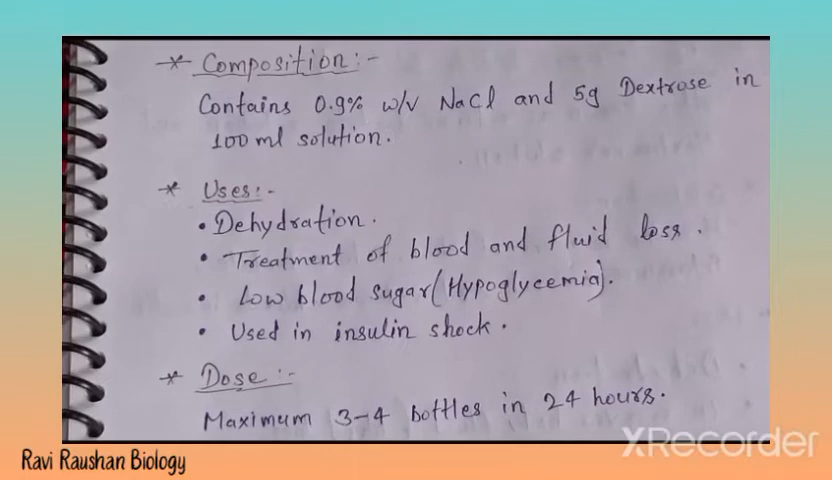 * Composition:-
Contains 0.9% w/v NaCl and 5g Dextrose in
100 ml solution.
* Uses:-
• Dehydration.
• Treatment of blood and fluid loss.
• Low blood sugar (Hypoglycemia).
• Used in insulin shock.
* Dose:-
Maximum 3-4 bottles in 24 hours.
XRecorder
Ravi Raushan Biology